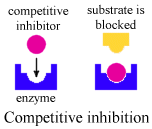 competitive
inhibitor
substrate is
blocked
enzyme
Competitive inhibition